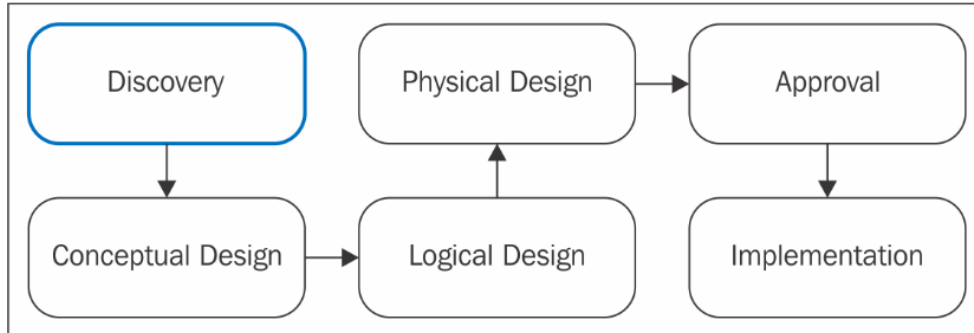 Discovery
Physical Design
Approval
Conceptual Design
Logical Design
Implementation